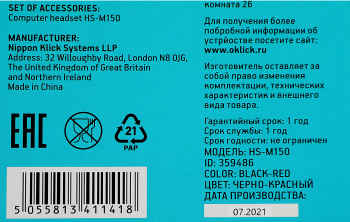 SET OF ACCESSORIES:
Computer headset HS-M150
MANUFACTURER:
Nippon Klick Systems LLP
Address: 32 Willoughby Road, London N8 0JG,
The United Kingdom of Great Britain
and Northern Ireland
Made in China
EAC
21
PAP
5 055813 411418
комната 26
Для получения более
побробной информации об
устройстве посетите сайт:
www.oklick.ru
Изготовитель оставляет за
собой право изменения
комплектации, технических
характеристик и внешнего
вида товара.
Гарантийный срок: 1 год
Срок службы: 1 год
Срок годности: не ограничен
МОДЕЛЬ: HS-M150
ID: 359486
COLOR: BLACK-RED
ЦВЕТ: ЧЕРНО-КРАСНЫЙ
ДАТА ПРОИЗВОДСТВА:
07.2021